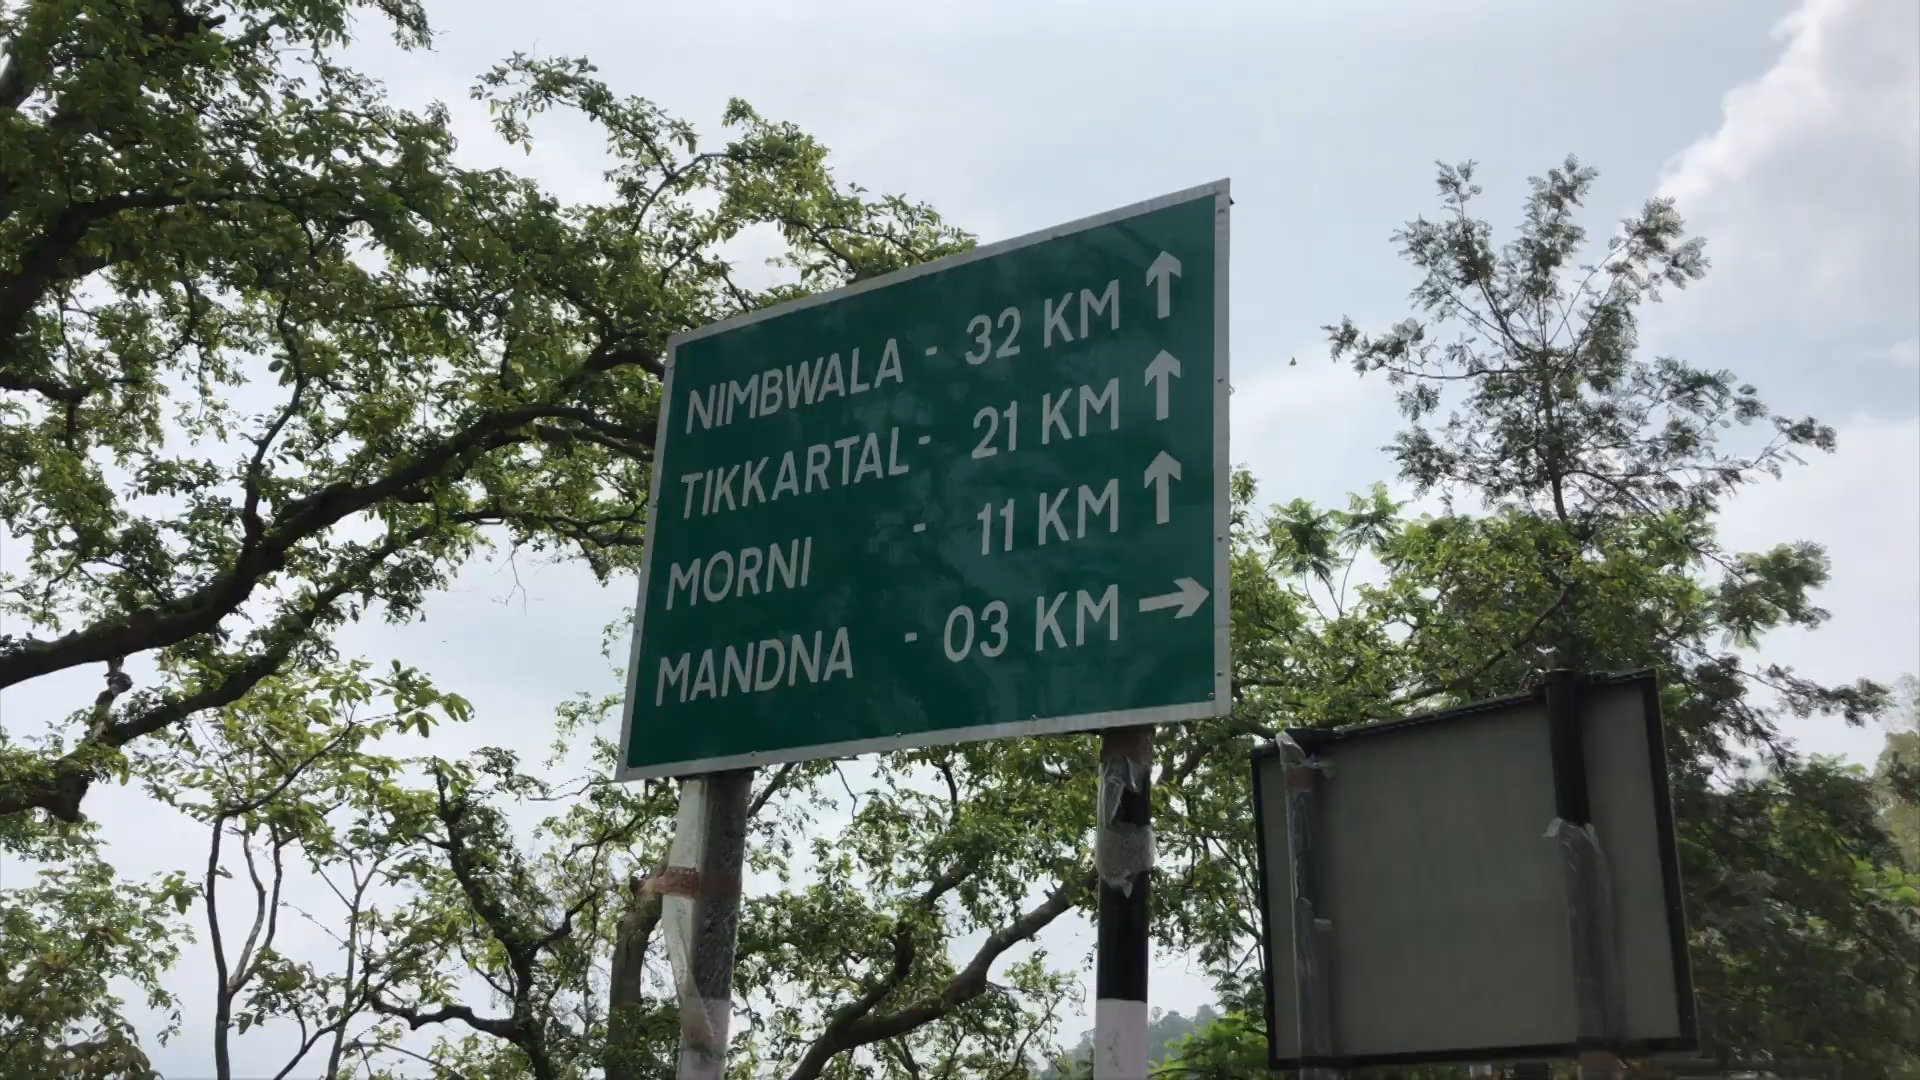 NIMBWALA - 32 KM ↑
TIKKARTAL - 21 KM ↑
MORNI - 11 KM ↑
MANDNA - 03 KM →